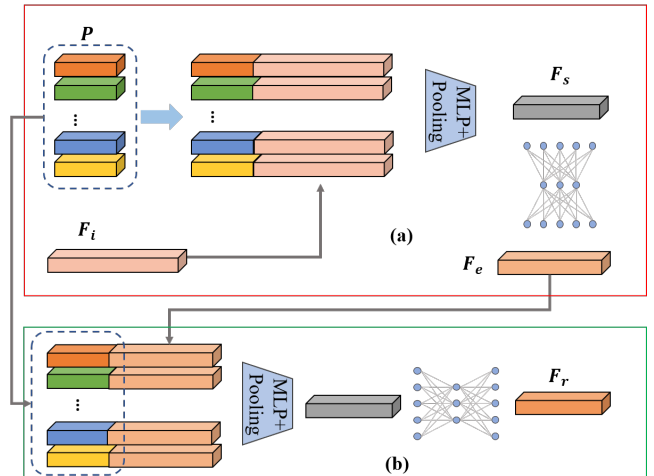 P
...
...
MLP+
Pooling
F_s
F_i
(a)
F_e
...
MLP+
Pooling
F_r
(b)